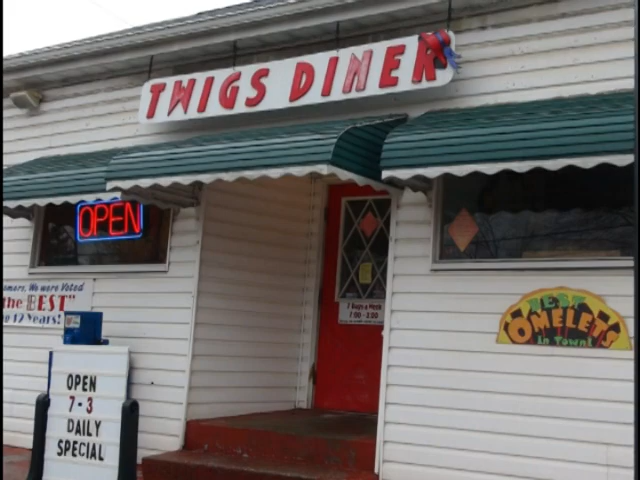 TWIGS DINER
OPEN
We were Voted
the BEST"
12 Years!
7 Days a Week
7:00 - 3:00
BEST
OMELETS
In Town!
OPEN
7-3
DAILY
SPECIAL